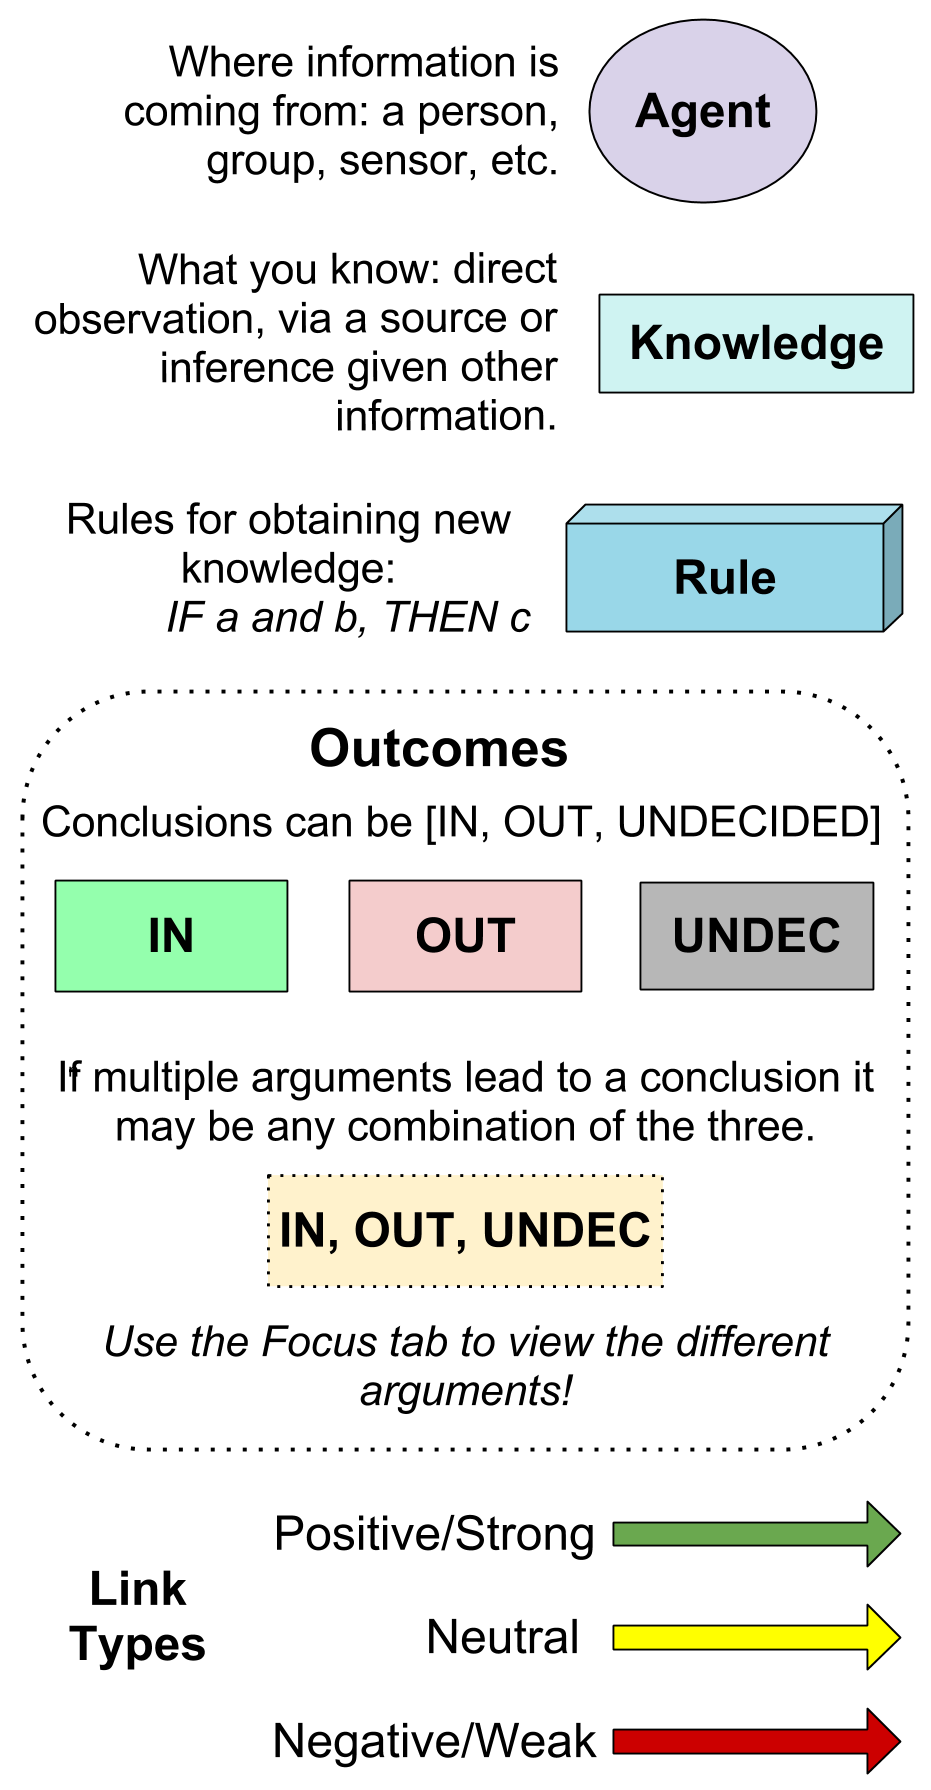 Where information is
coming from: a person,
group, sensor, etc.
Agent
What you know: direct
observation, via a source or
inference given other
information.
Knowledge
Rules for obtaining new
knowledge:
IF a and b, THEN c
Rule
Outcomes
Conclusions can be [IN, OUT, UNDECIDED]
IN
OUT
UNDEC
If multiple arguments lead to a conclusion it
may be any combination of the three.
IN, OUT, UNDEC
Use the Focus tab to view the different
arguments!
Link
Types
Positive/Strong
Neutral
Negative/Weak